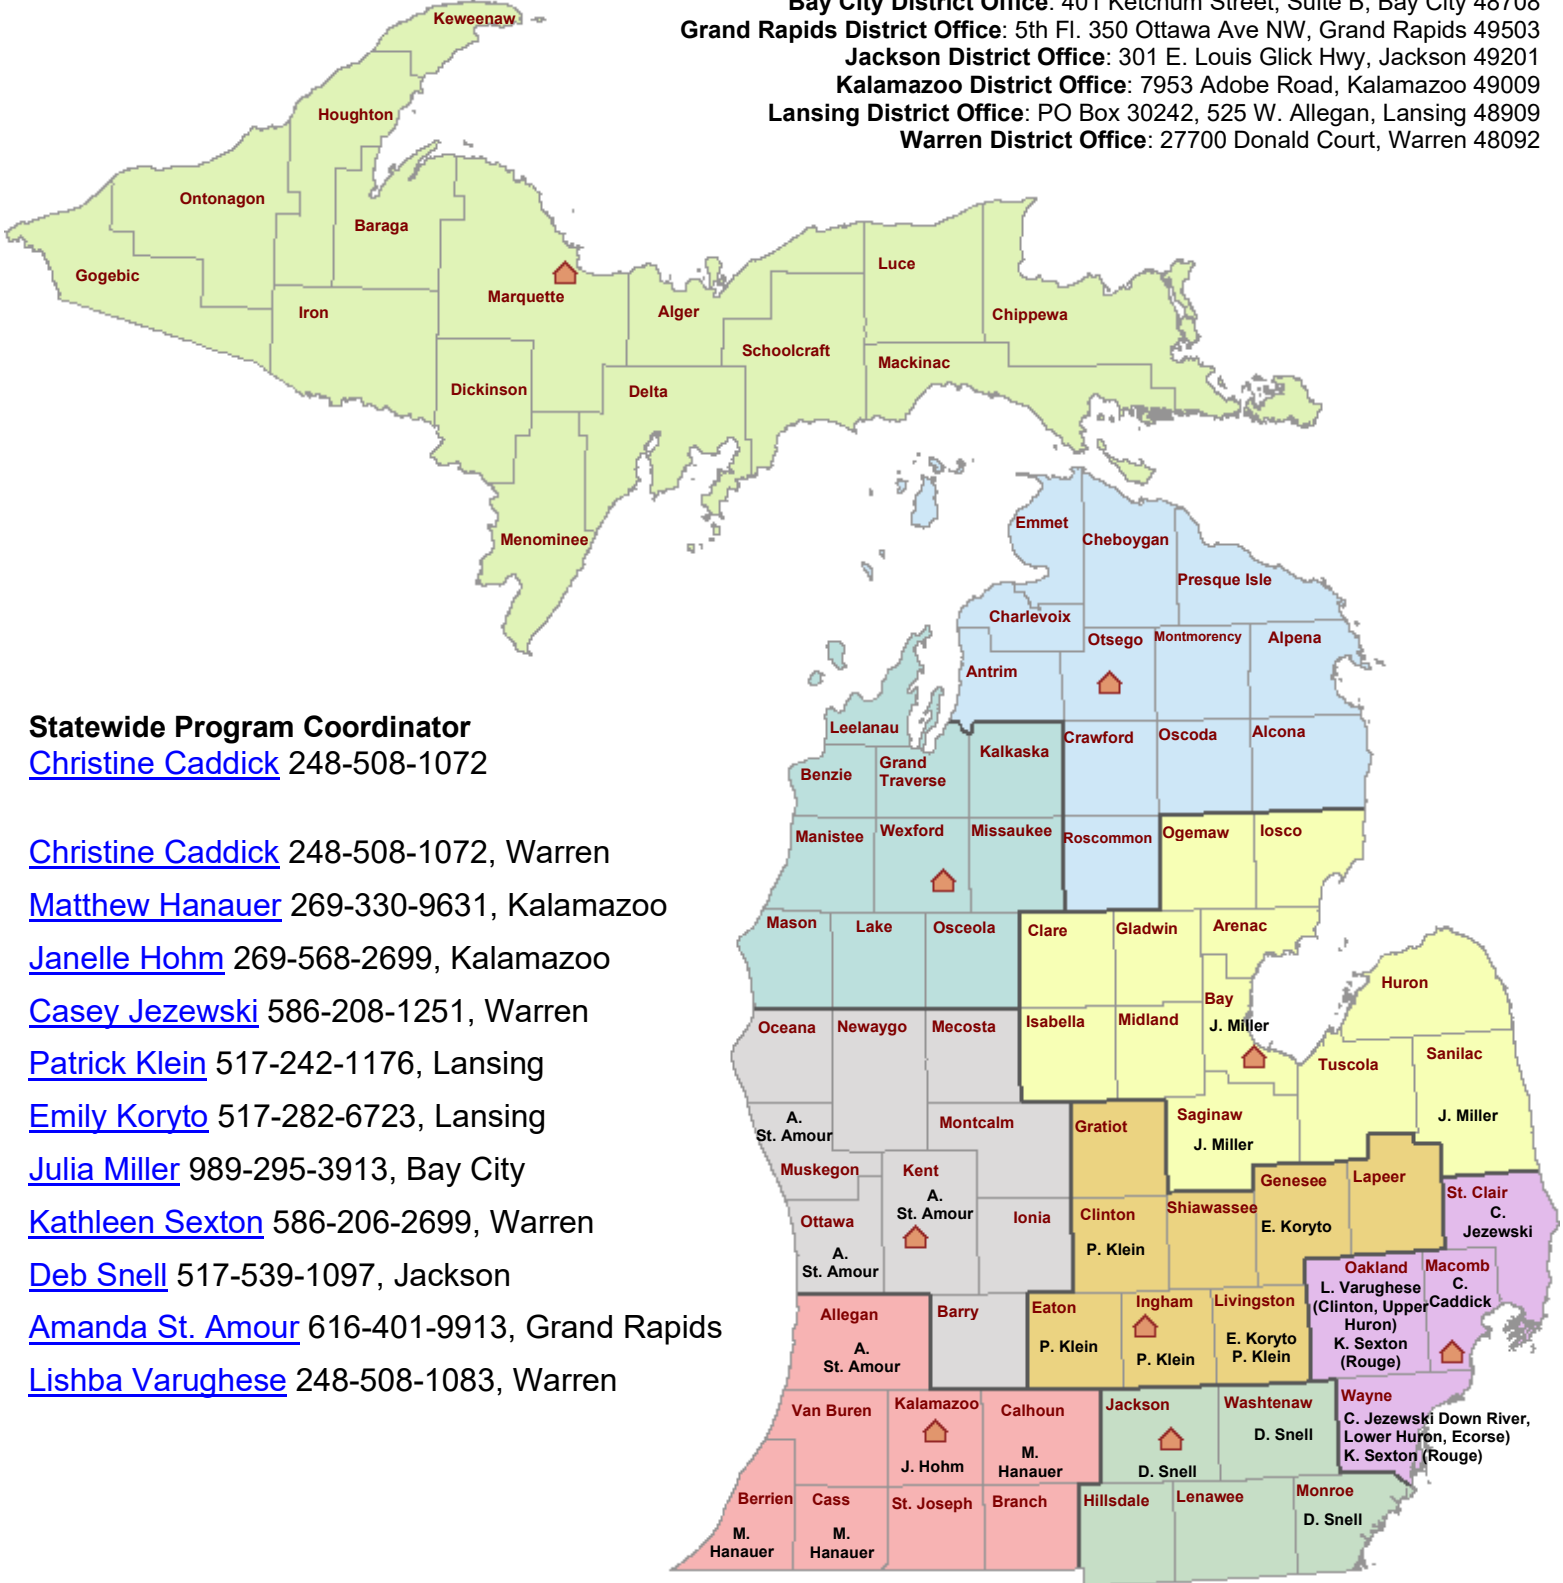 Bay City District Office: 401 Ketchum Street, Suite B, Bay City 48708
Grand Rapids District Office: 5th Fl. 350 Ottawa Ave NW, Grand Rapids 49503
Jackson District Office: 301 E. Louis Glick Hwy, Jackson 49201
Kalamazoo District Office: 7953 Adobe Road, Kalamazoo 49009
Lansing District Office: PO Box 30242, 525 W. Allegan, Lansing 48909
Warren District Office: 27700 Donald Court, Warren 48092
Keweenaw
Houghton
Ontonagon
Baraga
Gogebic
Iron
Marquette
Alger
Luce
Chippewa
Schoolcraft
Mackinac
Dickinson
Delta
Menominee
Emmet
Cheboygan
Presque Isle
Charlevoix
Otsego
Montmorency
Alpena
Antrim
Leelanau
Kalkaska
Crawford
Oscoda
Alcona
Benzie
Grand
Traverse
Manistee
Wexford
Missaukee
Roscommon
Ogemaw
Iosco
Mason
Lake
Osceola
Clare
Gladwin
Arenac
Huron
Bay
J. Miller
Oceana
Newaygo
Mecosta
Isabella
Midland
Tuscola
Sanilac
J. Miller
A.
St. Amour
Muskegon
Montcalm
Gratiot
Saginaw
J. Miller
Kent
A.
St. Amour
Ottawa
A.
St. Amour
Ionia
Clinton
P. Klein
Shiawassee
Genesee
E. Koryto
Lapeer
St. Clair
C.
Jezewski
Oakland
L. Varughese
(Clinton, Upper
Huron)
K. Sexton
(Rouge)
Macomb
C.
Caddick
Allegan
A.
St. Amour
Barry
Eaton
P. Klein
Ingham
P. Klein
Livingston
E. Koryto
P. Klein
Van Buren
Kalamazoo
J. Hohm
Calhoun
M.
Hanauer
Jackson
D. Snell
Washtenaw
D. Snell
Wayne
C. Jezewski Down River,
Lower Huron, Ecorse)
K. Sexton (Rouge)
Berrien
M.
Hanauer
Cass
M.
Hanauer
St. Joseph
Branch
Hillsdale
Lenawee
Monroe
D. Snell
Statewide Program Coordinator
Christine Caddick 248-508-1072
Christine Caddick 248-508-1072, Warren
Matthew Hanauer 269-330-9631, Kalamazoo
Janelle Hohm 269-568-2699, Kalamazoo
Casey Jezewski 586-208-1251, Warren
Patrick Klein 517-242-1176, Lansing
Emily Koryto 517-282-6723, Lansing
Julia Miller 989-295-3913, Bay City
Kathleen Sexton 586-206-2699, Warren
Deb Snell 517-539-1097, Jackson
Amanda St. Amour 616-401-9913, Grand Rapids
Lishba Varughese 248-508-1083, Warren